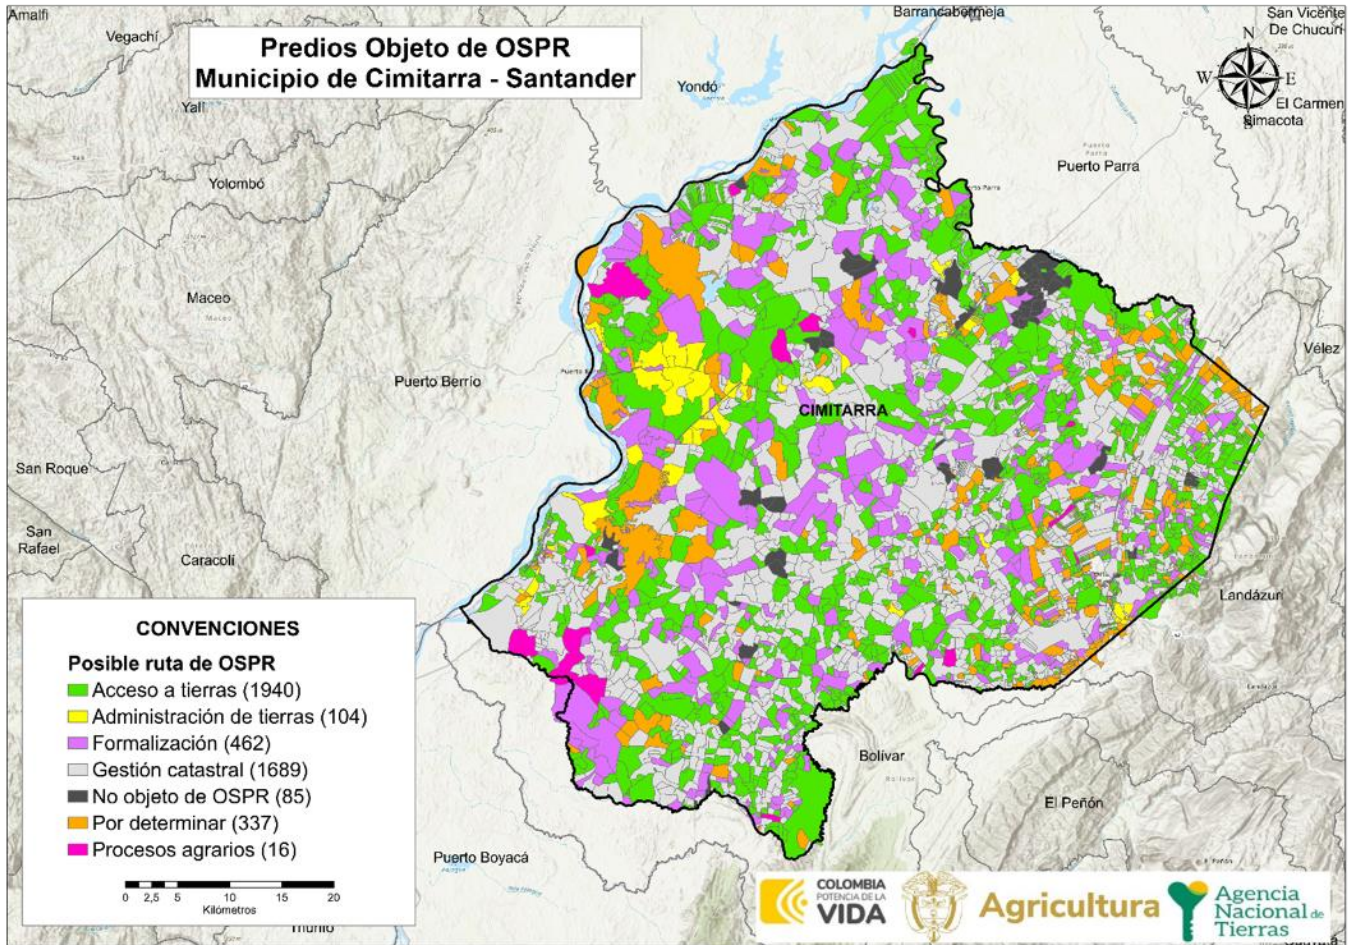 Predios Objeto de OSPR
Municipio de Cimitarra - Santander
Amalfi
Vegachí
Yalí
Yolombó
Maceo
Maceo
San Roque
San
Rafael
Caracolí
Barrancabermeja
Yondó
San Vicente
De Chucurí
N
W
E
El Carmen
Simacota
Puerto Parra
Puerto Berrío
Vélez
CIMITARRA
Landázuri
Bolívar
Bolívar
El Peñón
Puerto Boyacá
CONVENCIONES
Posible ruta de OSPR
Acceso a tierras (1940)
Administración de tierras (104)
Formalización (462)
Gestión catastral (1689)
No objeto de OSPR (85)
Por determinar (337)
Procesos agrarios (16)
0 2,5 5 10 15 20
Kilómetros
COLOMBIA
POTENCIA DE LA
VIDA
Agricultura
Agencia
Nacional de
Tierras